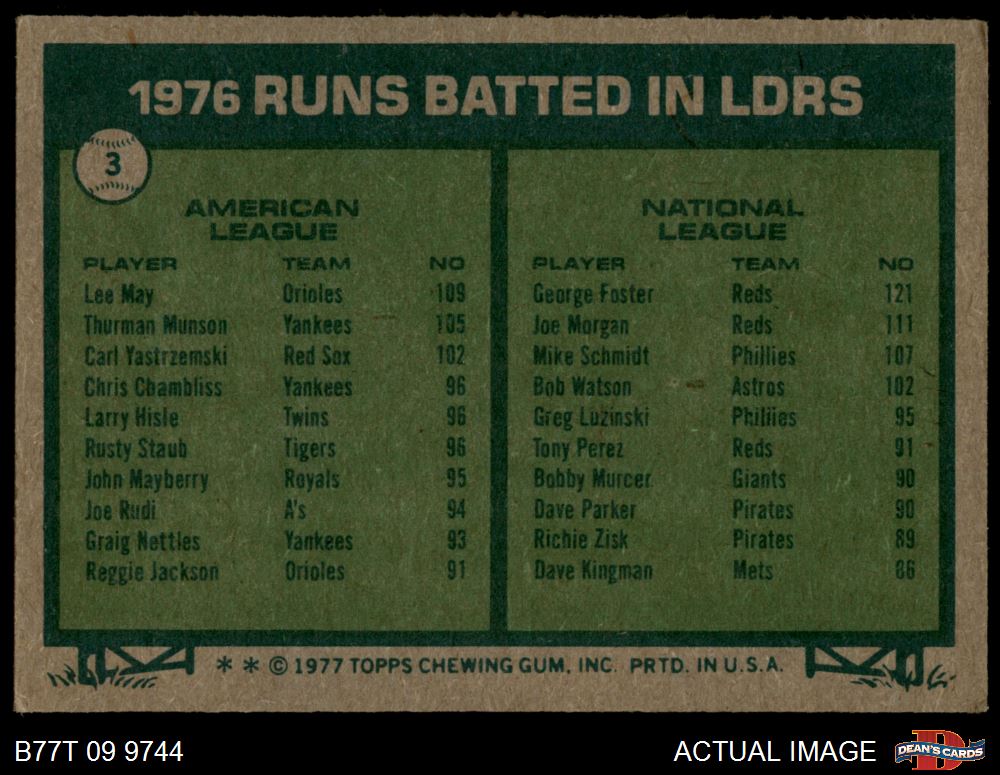 1976 RUNS BATTED IN LDRS
3
AMERICAN
LEAGUE
PLAYER TEAM NO
Lee May Orioles 109
Thurman Munson Yankees 105
Carl Yastrzemski Red Sox 102
Chris Chambliss Yankees 96
Larry Hisle Twins 96
Rusty Staub Tigers 96
John Mayberry Royals 95
Joe Rudi A's 94
Graig Nettles Yankees 93
Reggie Jackson Orioles 91
NATIONAL
LEAGUE
PLAYER TEAM NO
George Foster Reds 121
Joe Morgan Reds 111
Mike Schmidt Phillies 107
Bob Watson Astros 102
Greg Luzinski Phillies 95
Tony Perez Reds 91
Bobby Murcer Giants 90
Dave Parker Pirates 90
Richie Zisk Pirates 89
Dave Kingman Mets 86
* * © 1977 TOPPS CHEWING GUM, INC. PRTD. IN U.S.A.
B77T 09 9744
ACTUAL IMAGE
D
DEAN'S CARDS